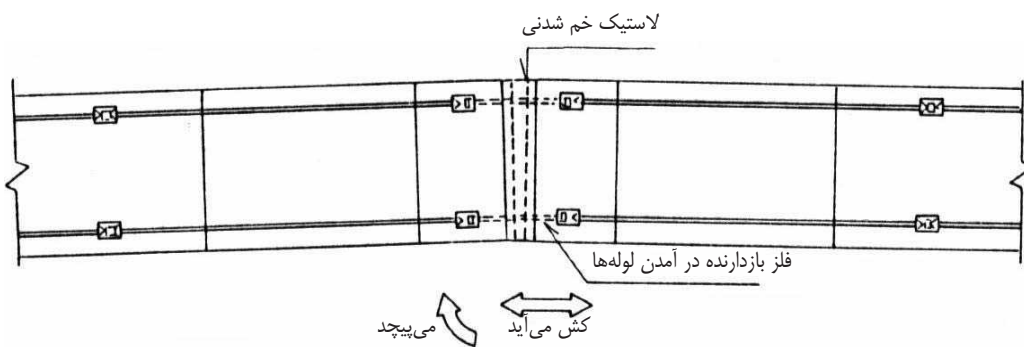 لاستیک خم شدنی
فلز بازدارنده در آمدن لوله‌ها
کش می‌آید
می‌پیچد